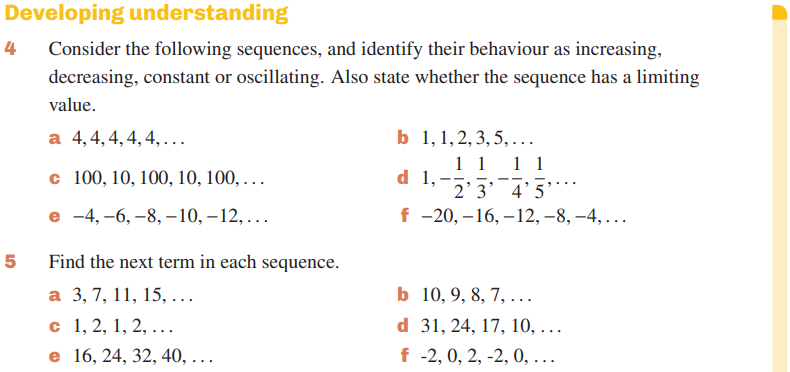 Developing understanding
4 Consider the following sequences, and identify their behaviour as increasing,
decreasing, constant or oscillating. Also state whether the sequence has a limiting
value.
a 4, 4, 4, 4, 4, . . .
b 1, 1, 2, 3, 5, . . .
c 100, 10, 100, 10, 100, . . .
d 1, −1/2, 1/3, −1/4, 1/5, . . .
e −4, −6, −8, −10, −12, . . .
f −20, −16, −12, −8, −4, . . .
5 Find the next term in each sequence.
a 3, 7, 11, 15, . . .
b 10, 9, 8, 7, . . .
c 1, 2, 1, 2, . . .
d 31, 24, 17, 10, . . .
e 16, 24, 32, 40, . . .
f -2, 0, 2, -2, 0, . . .